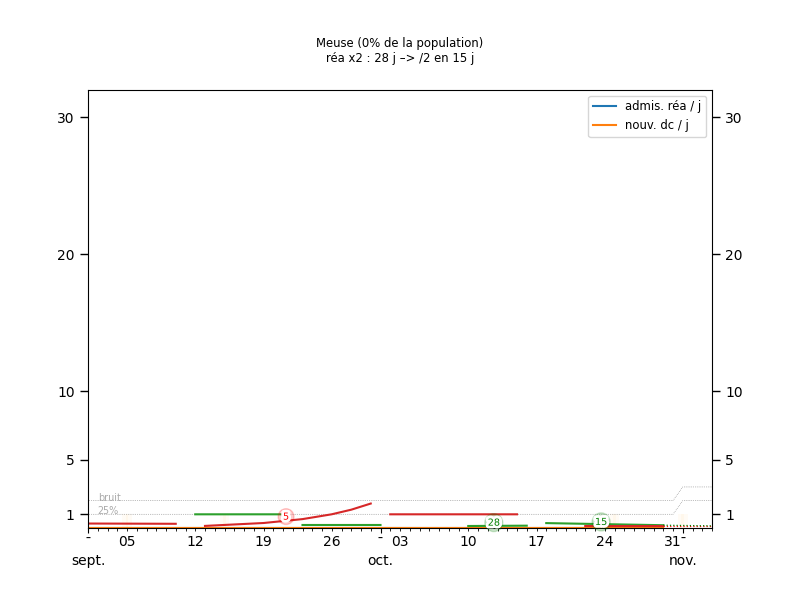 Meuse (0% de la population)
réa x2 : 28 j –> /2 en 15 j
admis. réa / j
nouv. dc / j
30 30
20 20
10 10
5 5
bruit
25%
1 1
5
28
15
- 05 12 19 26 - 03 10 17 24 31 -
sept. oct. nov.